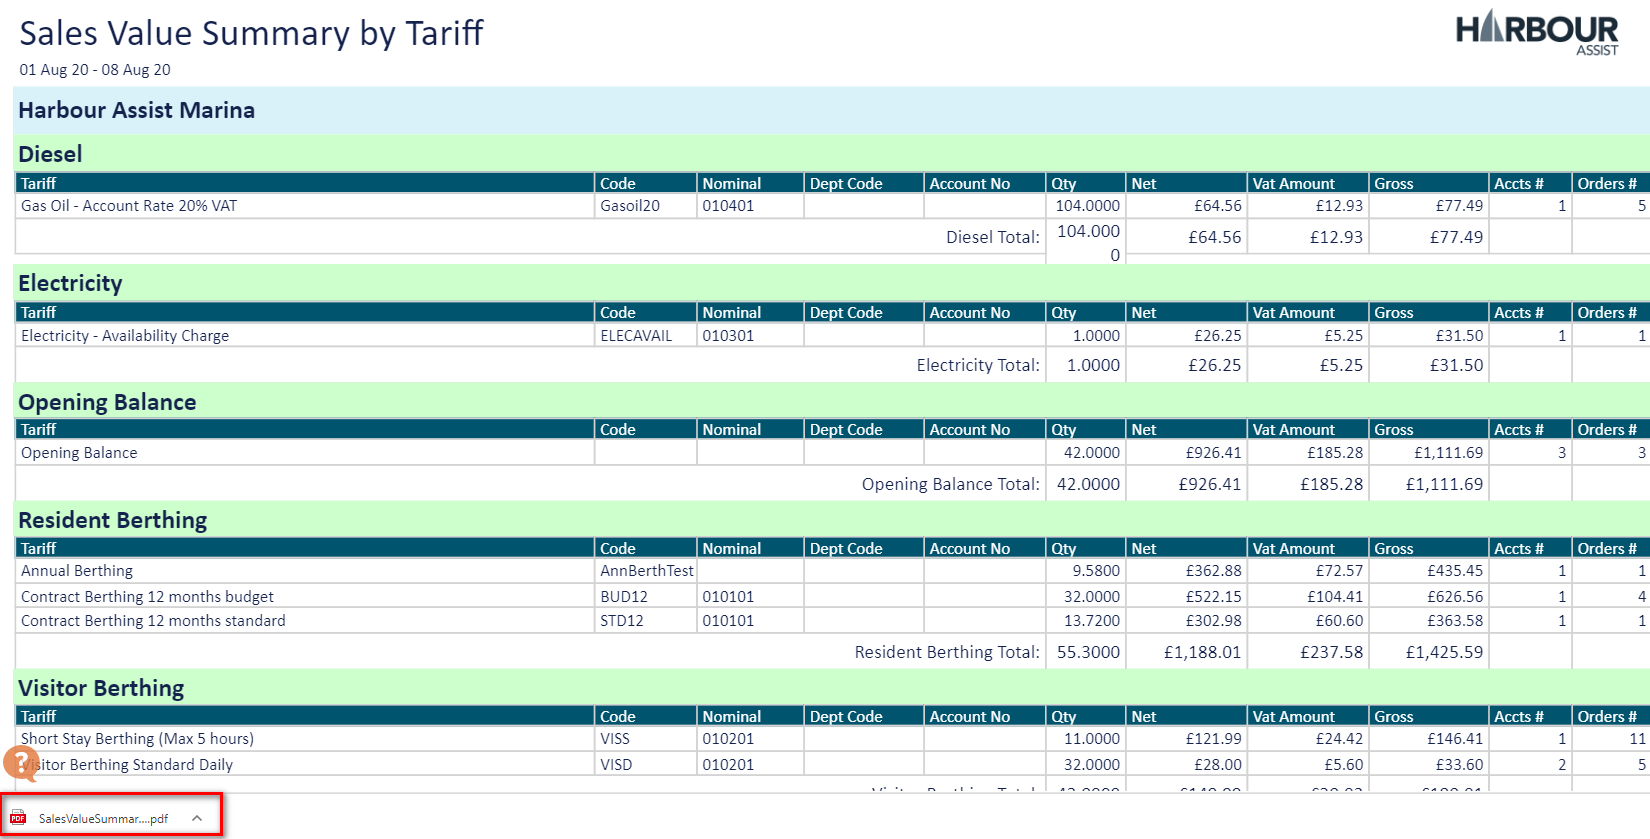 Sales Value Summary by Tariff
HARBOUR
ASSIST
01 Aug 20 - 08 Aug 20
Harbour Assist Marina
Diesel
Tariff Code Nominal Dept Code Account No Qty Net Vat Amount Gross Accts # Orders #
Gas Oil - Account Rate 20% VAT Gasoil20 010401 104.0000 £64.56 £12.93 £77.49 1 5
Diesel Total: 104.000 £64.56 £12.93 £77.49
0
Electricity
Tariff Code Nominal Dept Code Account No Qty Net Vat Amount Gross Accts # Orders #
Electricity - Availability Charge ELECAVAIL 010301 1.0000 £26.25 £5.25 £31.50 1 1
Electricity Total: 1.0000 £26.25 £5.25 £31.50
Opening Balance
Tariff Code Nominal Dept Code Account No Qty Net Vat Amount Gross Accts # Orders #
Opening Balance 42.0000 £926.41 £185.28 £1,111.69 3 3
Opening Balance Total: 42.0000 £926.41 £185.28 £1,111.69
Resident Berthing
Tariff Code Nominal Dept Code Account No Qty Net Vat Amount Gross Accts # Orders #
Annual Berthing AnnBerthTest 9.5800 £362.88 £72.57 £435.45 1 1
Contract Berthing 12 months budget BUD12 010101 32.0000 £522.15 £104.41 £626.56 1 4
Contract Berthing 12 months standard STD12 010101 13.7200 £302.98 £60.60 £363.58 1 1
Resident Berthing Total: 55.3000 £1,188.01 £237.58 £1,425.59
Visitor Berthing
Tariff Code Nominal Dept Code Account No Qty Net Vat Amount Gross Accts # Orders #
Short Stay Berthing (Max 5 hours) VISS 010201 11.0000 £121.99 £24.42 £146.41 1 11
? Visitor Berthing Standard Daily VISD 010201 32.0000 £28.00 £5.60 £33.60 2 5
PDF SalesValueSummar....pdf